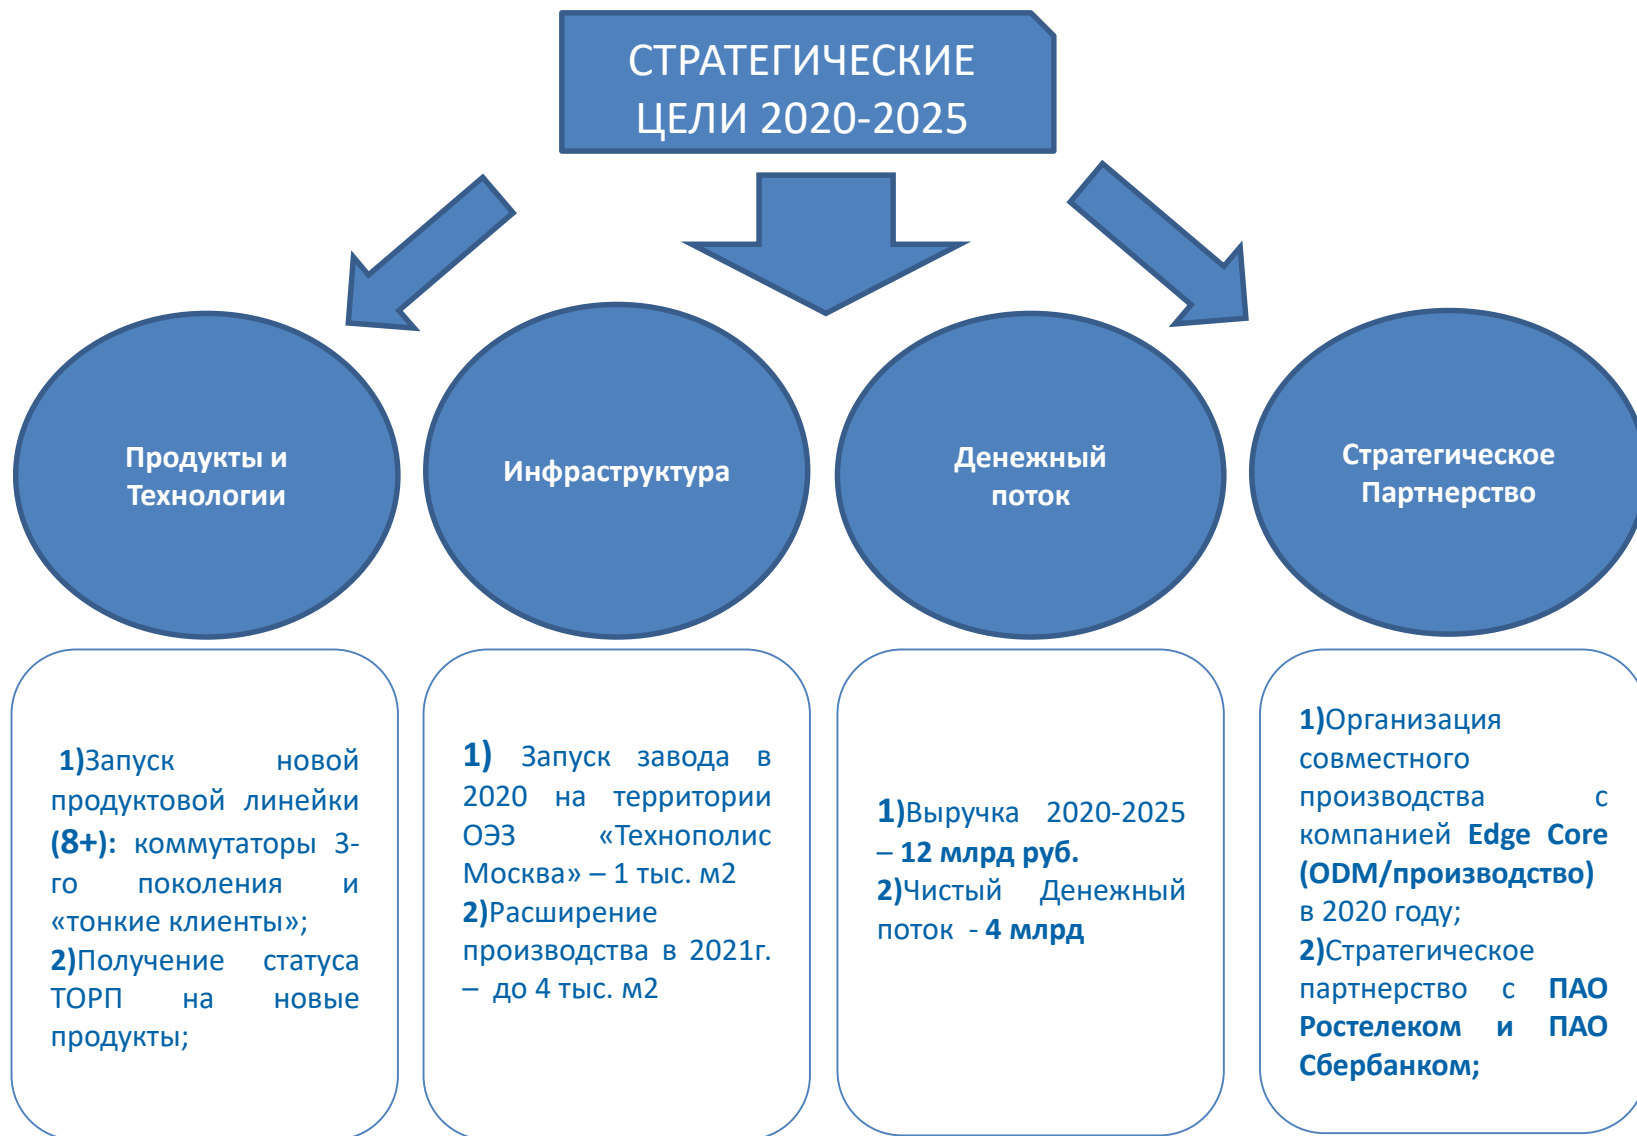 СТРАТЕГИЧЕСКИЕ
ЦЕЛИ 2020-2025
Продукты и
Технологии
Инфраструктура
Денежный
поток
Стратегическое
Партнерство
1)Запуск новой
продуктовой линейки
(8+): коммутаторы 3-
го поколения и
«тонкие клиенты»;
2)Получение статуса
ТОРП на новые
продукты;
1) Запуск завода в
2020 на территории
ОЭЗ «Технополис
Москва» – 1 тыс. м2
2)Расширение
производства в 2021г.
– до 4 тыс. м2
1)Выручка 2020-2025
– 12 млрд руб.
2)Чистый Денежный
поток - 4 млрд
1)Организация
совместного
производства с
компанией Edge Core
(ODM/производство)
в 2020 году;
2)Стратегическое
партнерство с ПАО
Ростелеком и ПАО
Сбербанком;